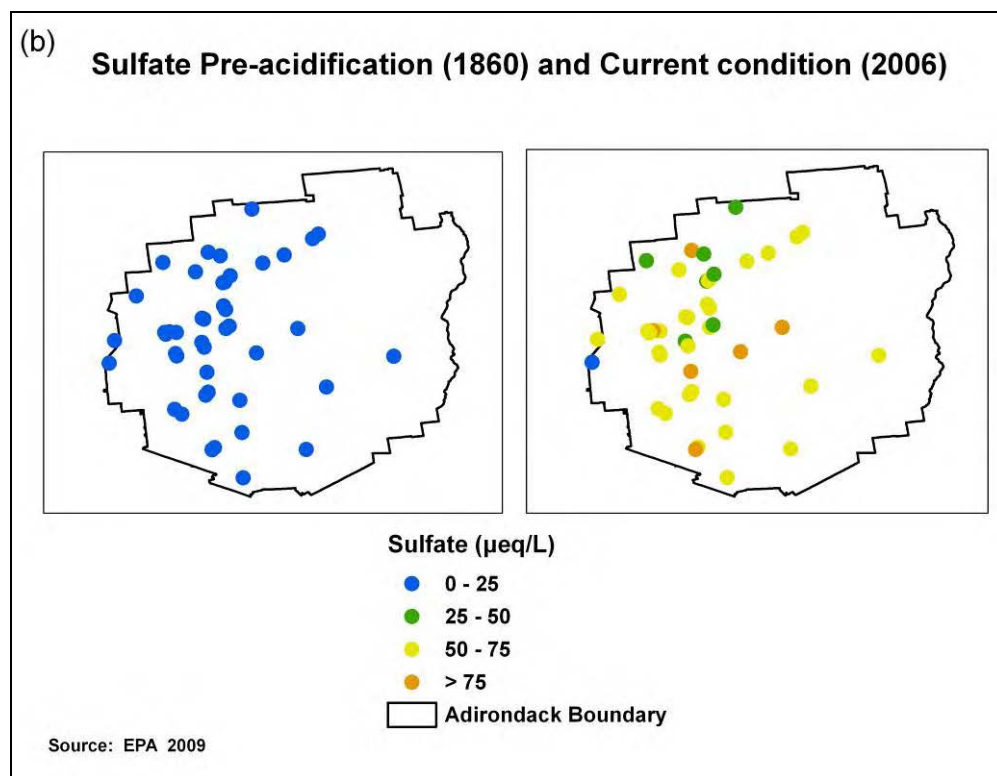 (b)
Sulfate Pre-acidification (1860) and Current condition (2006)
Sulfate (µeq/L)
0 - 25
25 - 50
50 - 75
> 75
Adirondack Boundary
Source: EPA 2009